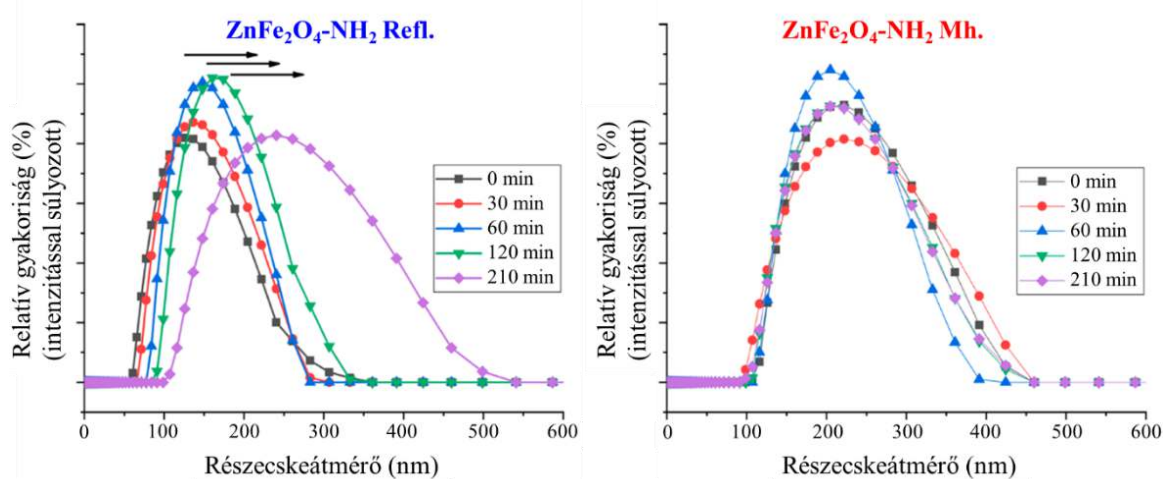 ZnFe₂O₄-NH₂ Refl.
Relatív gyakoriság (%)
(intenzitással súlyozott)
0 min
30 min
60 min
120 min
210 min
0 100 200 300 400 500 600
Részecskeátmérő (nm)
ZnFe₂O₄-NH₂ Mh.
Relatív gyakoriság (%)
(intenzitással súlyozott)
0 min
30 min
60 min
120 min
210 min
0 100 200 300 400 500 600
Részecskeátmérő (nm)